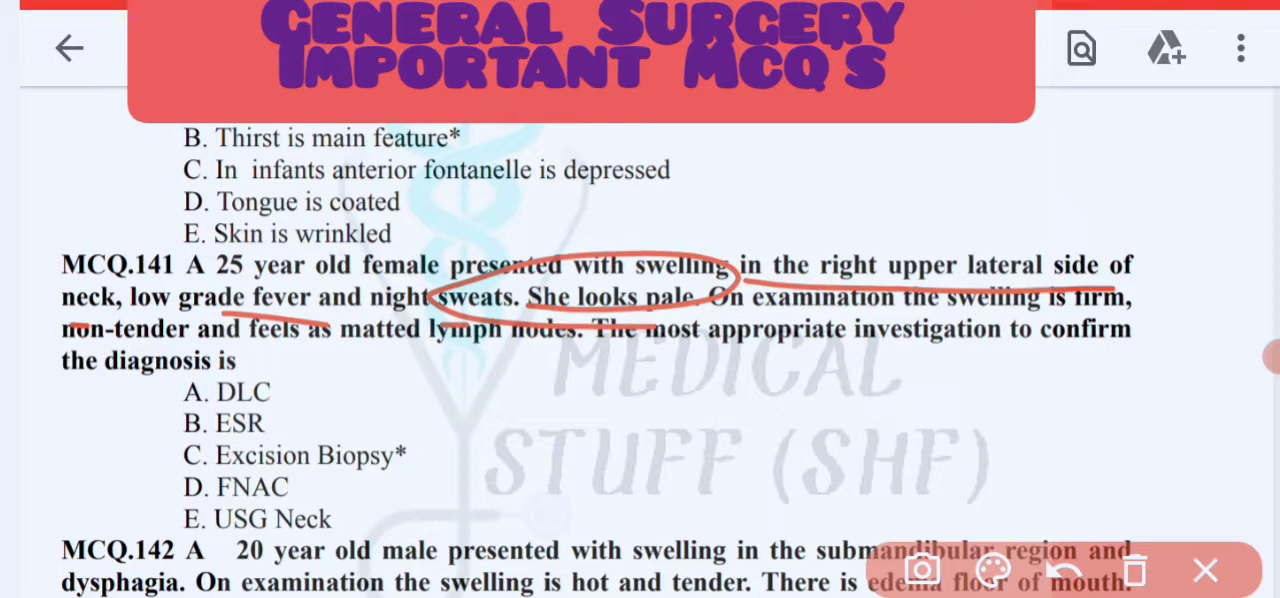 GENERAL SURGERY
IMPORTANT MCQ'S
B. Thirst is main feature*
C. In infants anterior fontanelle is depressed
D. Tongue is coated
E. Skin is wrinkled
MCQ.141 A 25 year old female presented with swelling in the right upper lateral side of
neck, low grade fever and night sweats. She looks pale. On examination the swelling is firm,
non-tender and feels as matted lymph nodes. The most appropriate investigation to confirm
the diagnosis is
A. DLC
B. ESR
C. Excision Biopsy*
D. FNAC
E. USG Neck
MCQ.142 A 20 year old male presented with swelling in the submandibular region and
dysphagia. On examination the swelling is hot and tender. There is edema floor of mouth.
MEDICAL
STUFF (SHF)